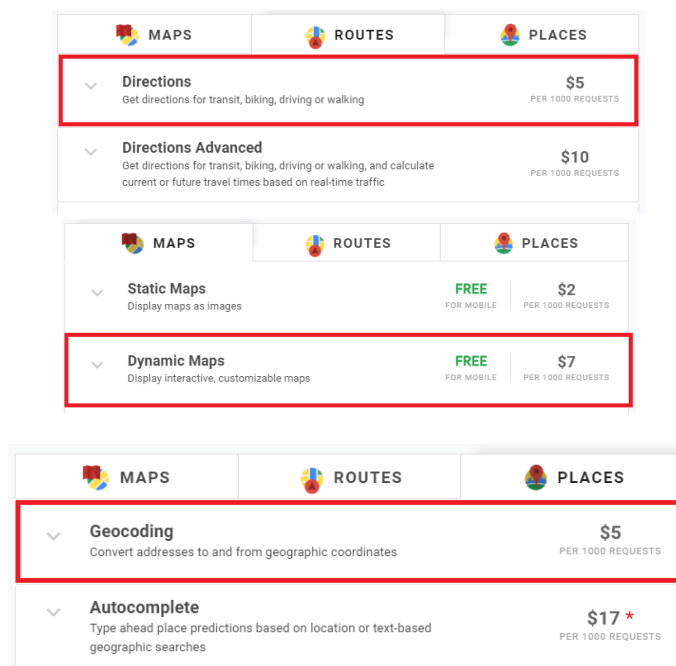 MAPS ROUTES PLACES
Directions $5
Get directions for transit, biking, driving or walking PER 1000 REQUESTS
Directions Advanced
Get directions for transit, biking, driving or walking, and calculate $10
current or future travel times based on real-time traffic PER 1000 REQUESTS
MAPS ROUTES PLACES
Static Maps FREE $2
Display maps as images FOR MOBILE PER 1000 REQUESTS
Dynamic Maps FREE $7
Display interactive, customizable maps FOR MOBILE PER 1000 REQUESTS
MAPS ROUTES PLACES
Geocoding $5
Convert addresses to and from geographic coordinates PER 1000 REQUESTS
Autocomplete
Type ahead place predictions based on location or text-based $17 *
geographic searches PER 1000 REQUESTS